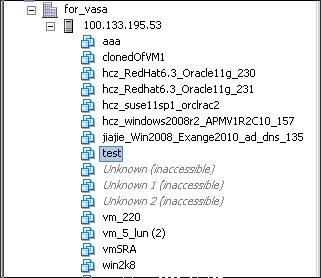 for_vasa
100.133.195.53
aaa
clonedOfVM1
hcz_RedHat6.3_Oracle11g_230
hcz_Redhat6.3_Oracle11g_231
hcz_suse11sp1_orclrac2
hcz_windows2008r2_APMV1R2C10_157
jiajie_Win2008_Exange2010_ad_dns_135
test
Unknown (inaccessible)
Unknown 1 (inaccessible)
Unknown 2 (inaccessible)
vm_220
vm_5_lun (2)
vmSRA
win2k8